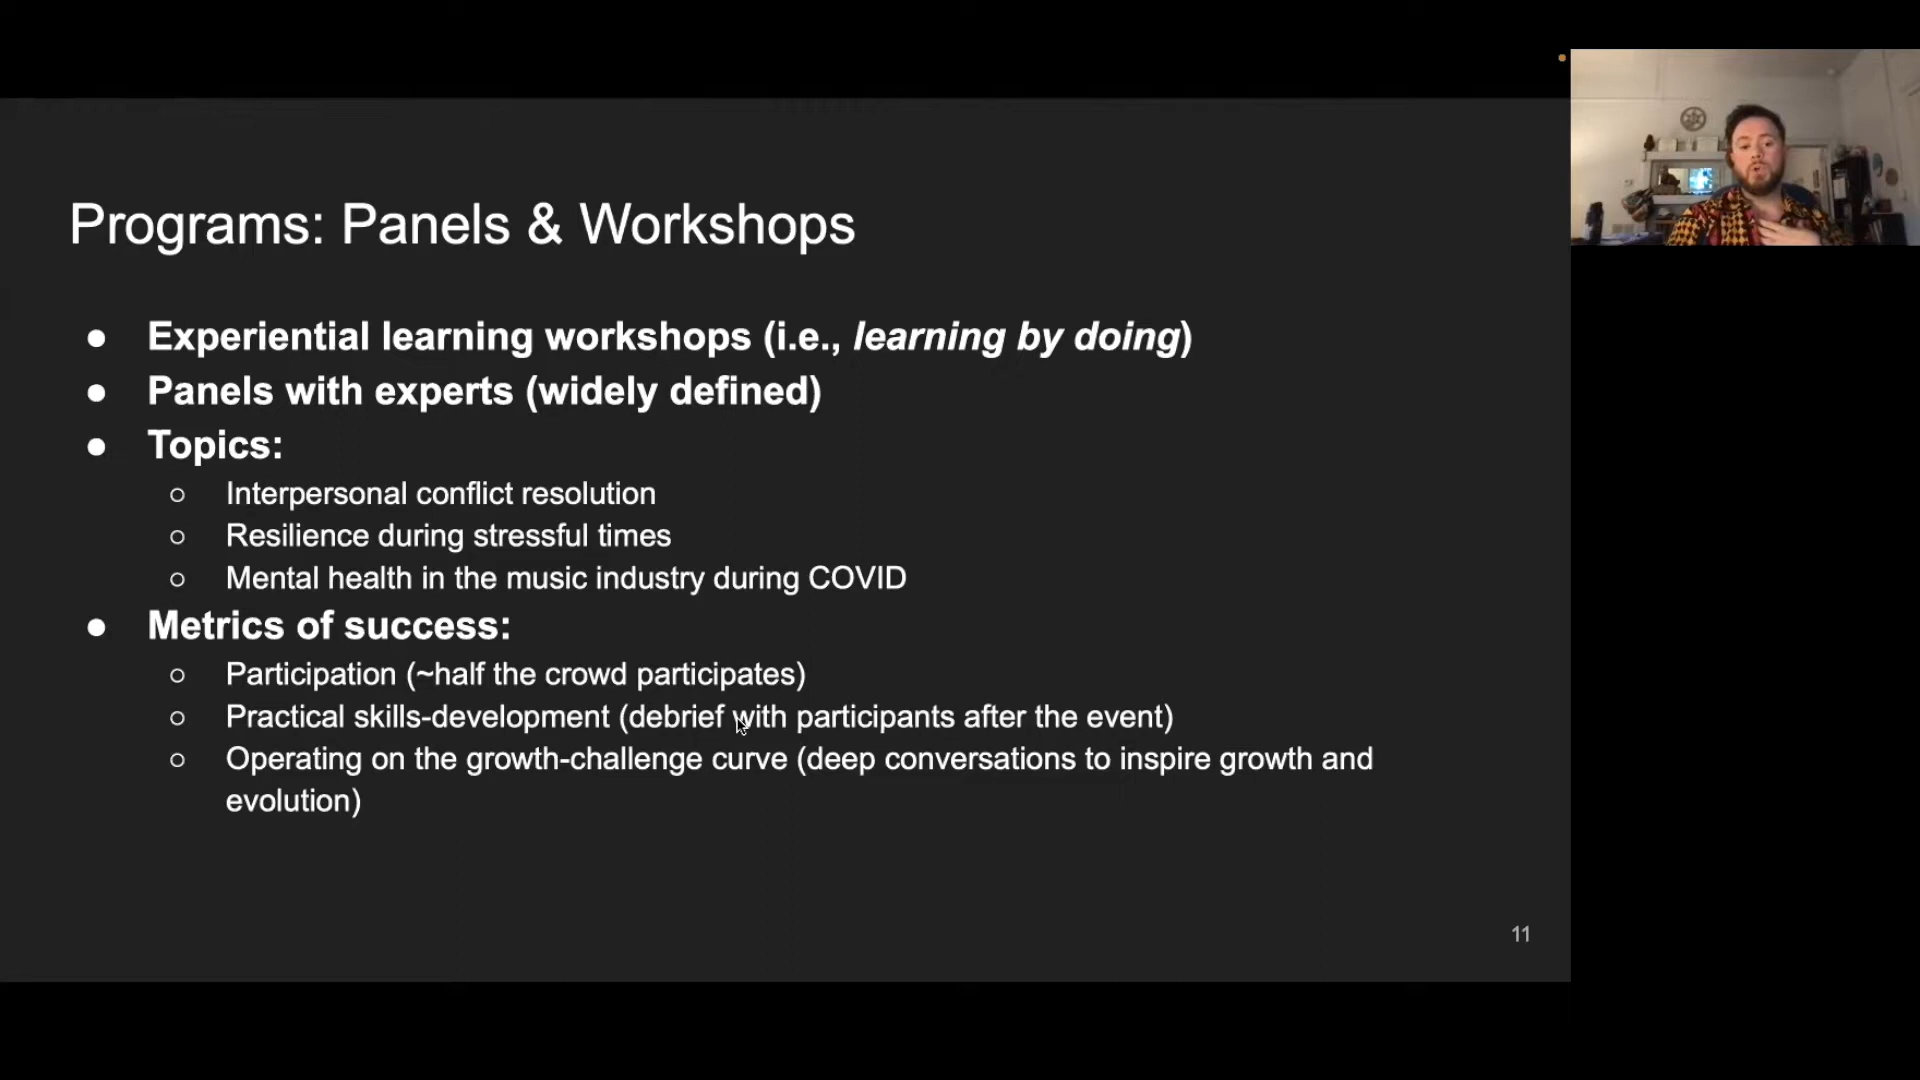 Programs: Panels & Workshops
● Experiential learning workshops (i.e., learning by doing)
● Panels with experts (widely defined)
● Topics:
○ Interpersonal conflict resolution
○ Resilience during stressful times
○ Mental health in the music industry during COVID
● Metrics of success:
○ Participation (~half the crowd participates)
○ Practical skills-development (debrief with participants after the event)
○ Operating on the growth-challenge curve (deep conversations to inspire growth and
evolution)
11